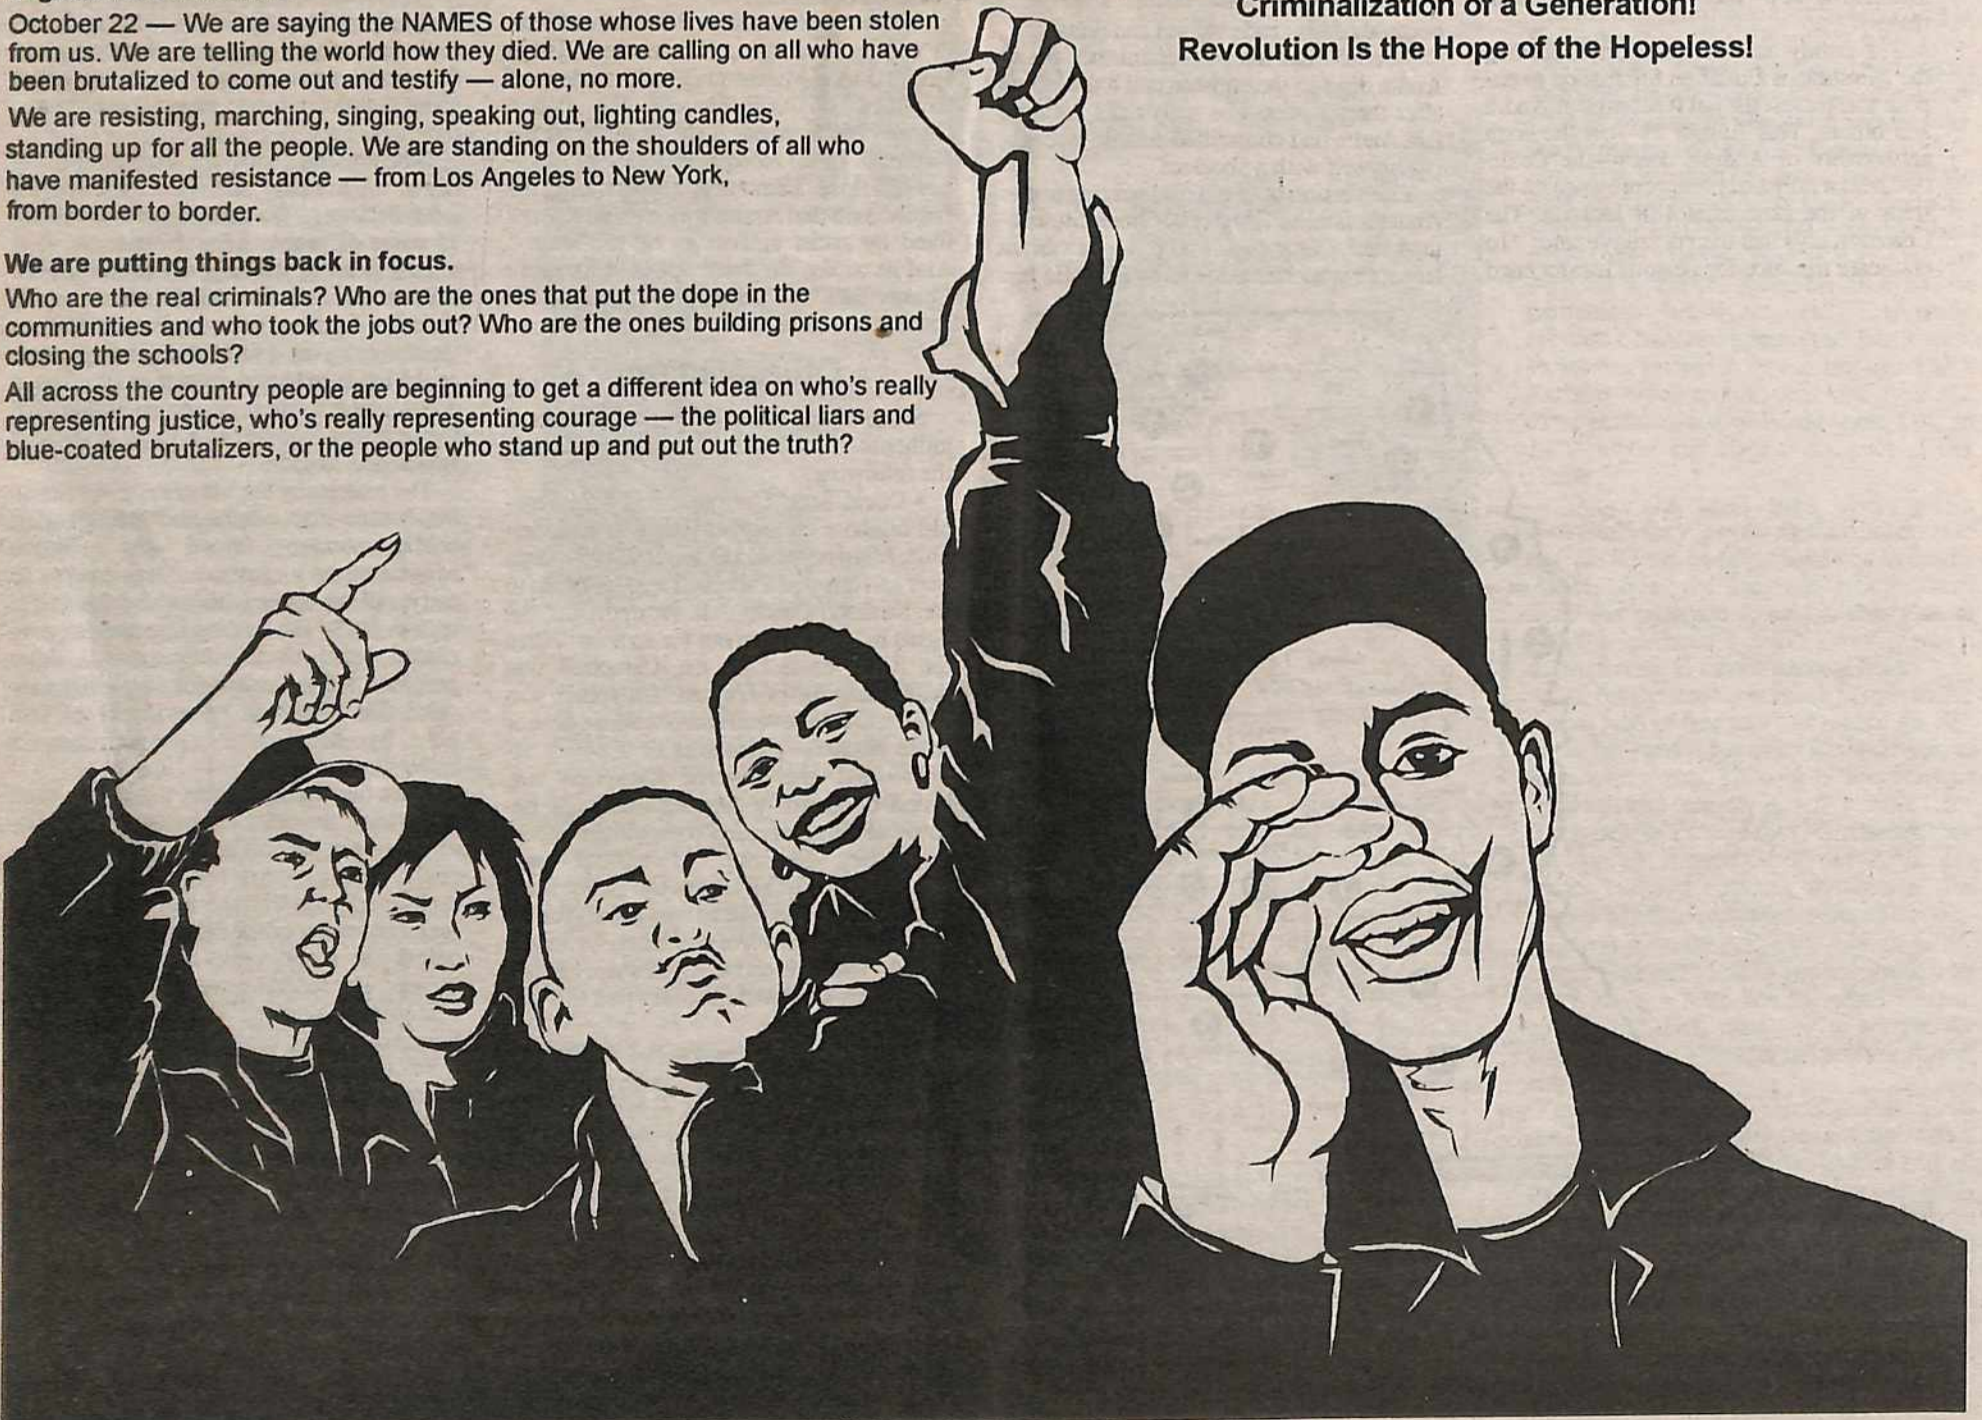 October 22 — We are saying the NAMES of those whose lives have been stolen
from us. We are telling the world how they died. We are calling on all who have
been brutalized to come out and testify — alone, no more.
We are resisting, marching, singing, speaking out, lighting candles,
standing up for all the people. We are standing on the shoulders of all who
have manifested resistance — from Los Angeles to New York,
from border to border.
We are putting things back in focus.
Who are the real criminals? Who are the ones that put the dope in the
communities and who took the jobs out? Who are the ones building prisons and
closing the schools?
All across the country people are beginning to get a different idea on who's really
representing justice, who's really representing courage — the political liars and
blue-coated brutalizers, or the people who stand up and put out the truth?
Criminalization of a Generation!
Revolution Is the Hope of the Hopeless!